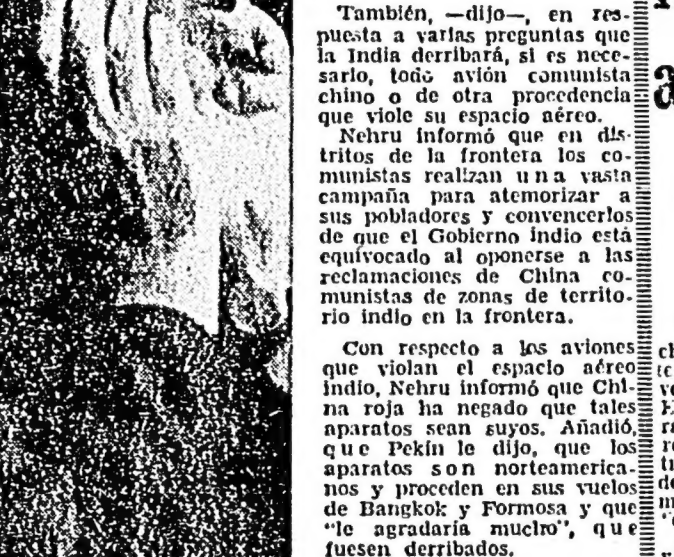 También, —dijo—, en res-
puesta a varias preguntas que
la India derribará, si es nece-
sario, todo avión comunista
chino o de otra procedencia
que viole su espacio aéreo.
Nehru informó que en dis-
tritos de la frontera los co-
munistas realizan una vasta
campaña para atemorizar a
sus pobladores y convencerlos
de que el Gobierno indio está
equivocado al oponerse a las
reclamaciones de China co-
munistas de zonas de territo-
rio indio en la frontera.
Con respecto a los aviones
que violan el espacio aéreo
indio, Nehru informó que Chi-
na roja ha negado que tales
aparatos sean suyos. Añadió,
que Pekín le dijo, que los
aparatos son norteamerica-
nos y proceden en sus vuelos
de Bangkok y Formosa y que
"le agradaría mucho", que
fuesen derribados.